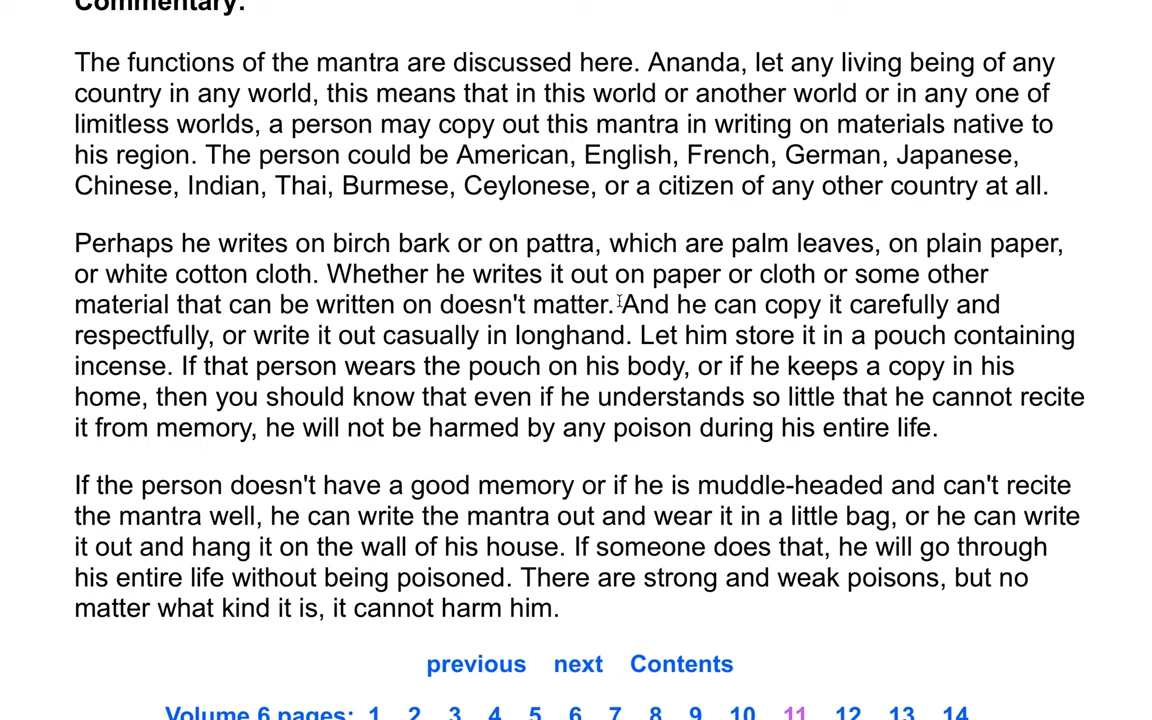 Commentary:
The functions of the mantra are discussed here. Ananda, let any living being of any
country in any world, this means that in this world or another world or in any one of
limitless worlds, a person may copy out this mantra in writing on materials native to
his region. The person could be American, English, French, German, Japanese,
Chinese, Indian, Thai, Burmese, Ceylonese, or a citizen of any other country at all.
Perhaps he writes on birch bark or on pattra, which are palm leaves, on plain paper,
or white cotton cloth. Whether he writes it out on paper or cloth or some other
material that can be written on doesn't matter. And he can copy it carefully and
respectfully, or write it out casually in longhand. Let him store it in a pouch containing
incense. If that person wears the pouch on his body, or if he keeps a copy in his
home, then you should know that even if he understands so little that he cannot recite
it from memory, he will not be harmed by any poison during his entire life.
If the person doesn't have a good memory or if he is muddle-headed and can't recite
the mantra well, he can write the mantra out and wear it in a little bag, or he can write
it out and hang it on the wall of his house. If someone does that, he will go through
his entire life without being poisoned. There are strong and weak poisons, but no
matter what kind it is, it cannot harm him.
previous next Contents
Volume 6 pages: 1 2 3 4 5 6 7 8 9 10 11 12 13 14